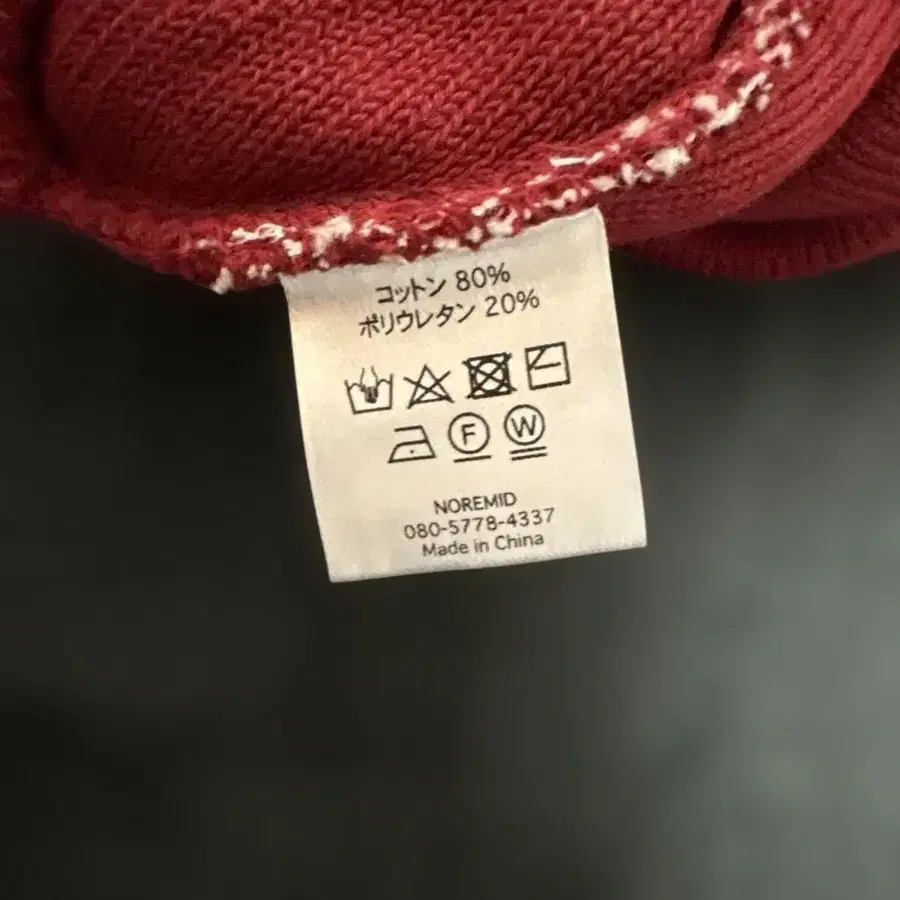 コットン 80%
ポリウレタン 20%
F W
NOREMID
080-5778-4337
Made in China